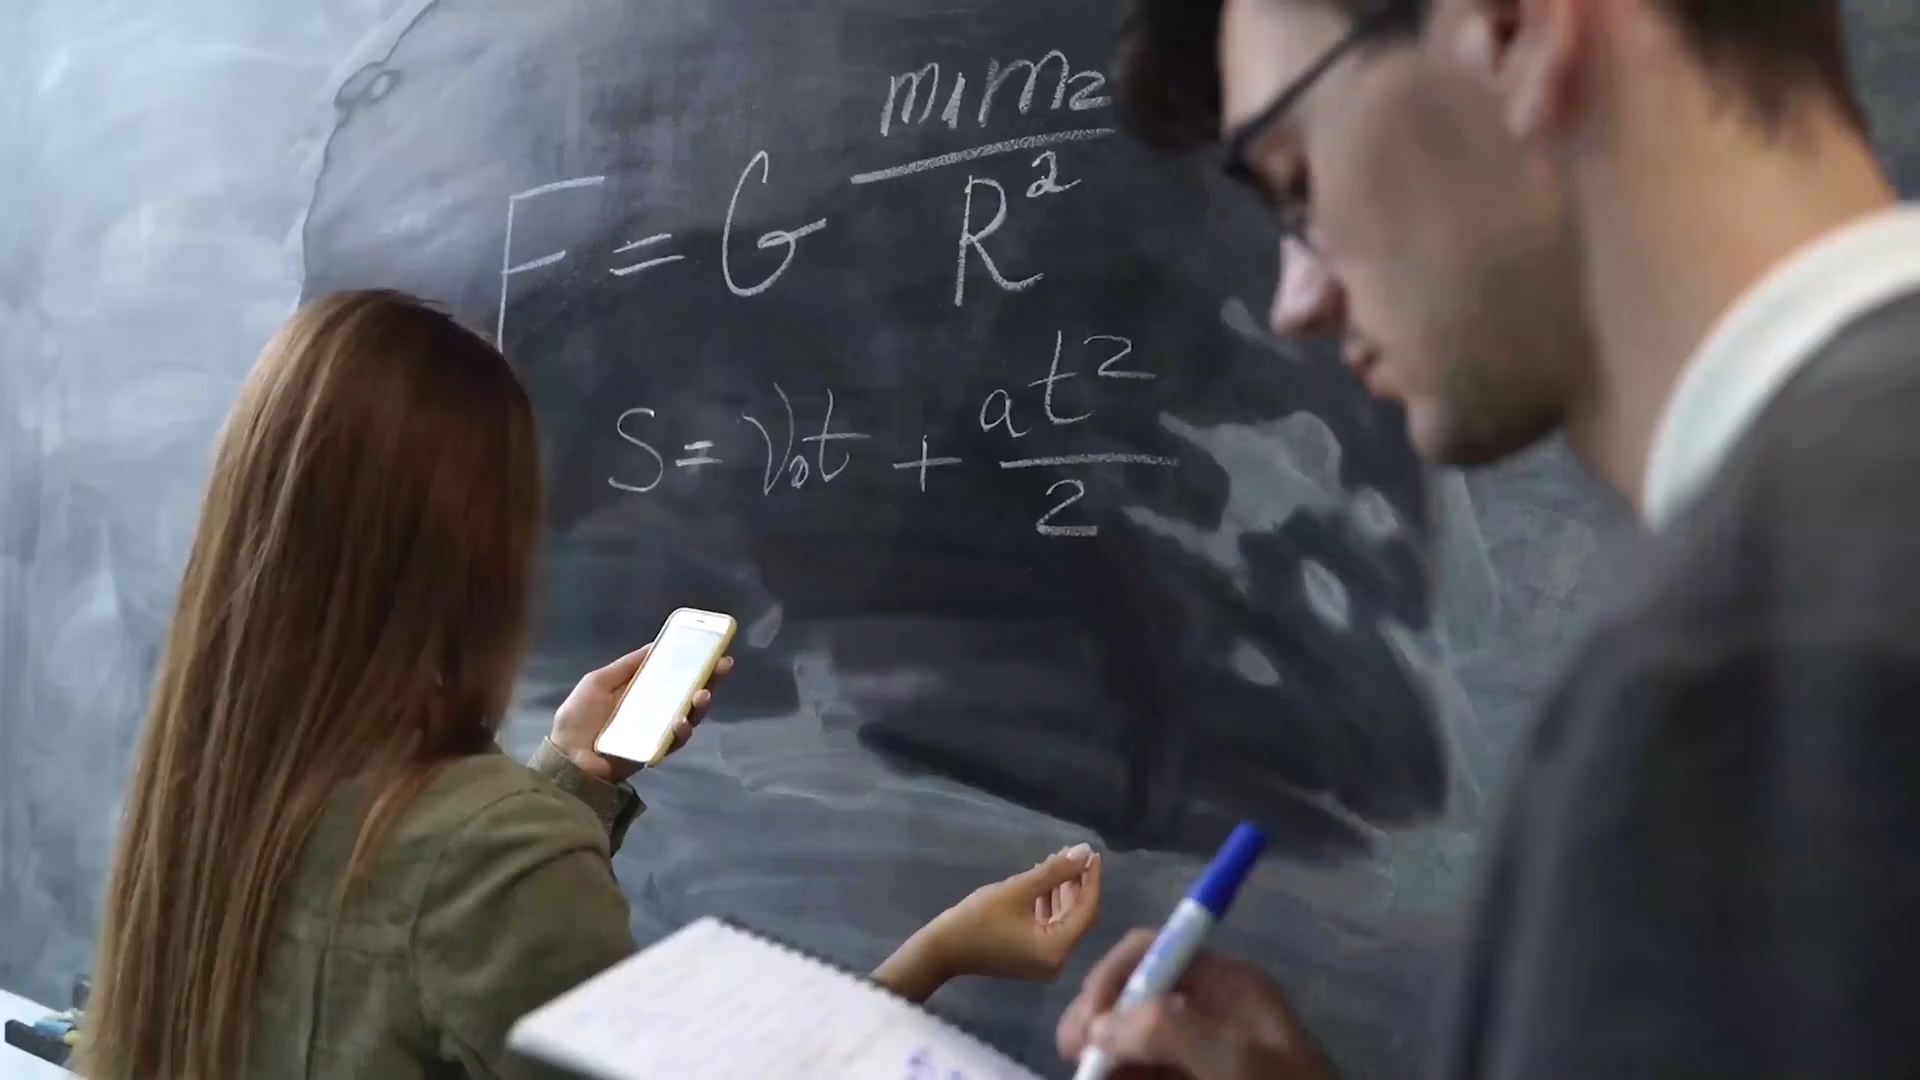 F = G m₁m₂/R²
S = V₀t + at²/2